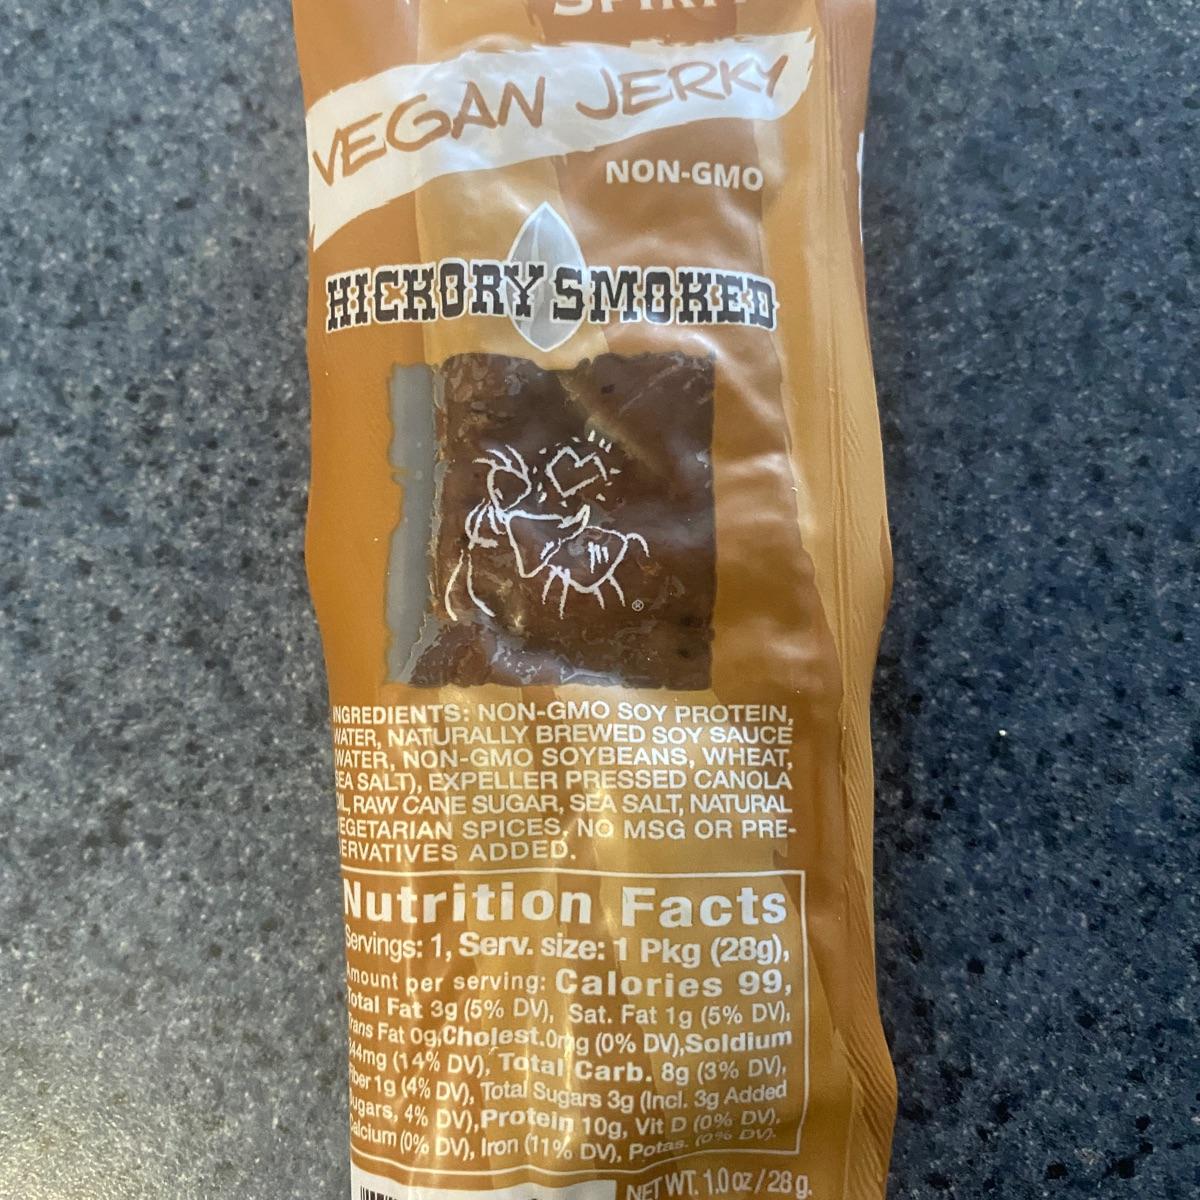 VEGAN JERKY
NON-GMO
HICKORY SMOKED
®
INGREDIENTS: NON-GMO SOY PROTEIN,
WATER, NATURALLY BREWED SOY SAUCE
WATER, NON-GMO SOYBEANS, WHEAT,
SEA SALT), EXPELLER PRESSED CANOLA
OIL, RAW CANE SUGAR, SEA SALT, NATURAL
VEGETARIAN SPICES, NO MSG OR PRE-
SERVATIVES ADDED.
Nutrition Facts
Servings: 1, Serv. size: 1 Pkg (28g),
Amount per serving: Calories 99,
Total Fat 3g (5% DV), Sat. Fat 1g (5% DV),
Trans Fat 0g,Cholest.0mg (0% DV),Soldium
(14% DV), Total Carb. 8g (3% DV),
Fiber 1g (4% DV), Total Sugars 3g (Incl. 3g Added
Sugars, 4% DV),Protein 10g, Vit D (0% DV),
Calcium (0% DV), Iron (11% DV), Potas. (0% DV).
NET WT. 1.0 oz / 28 g.